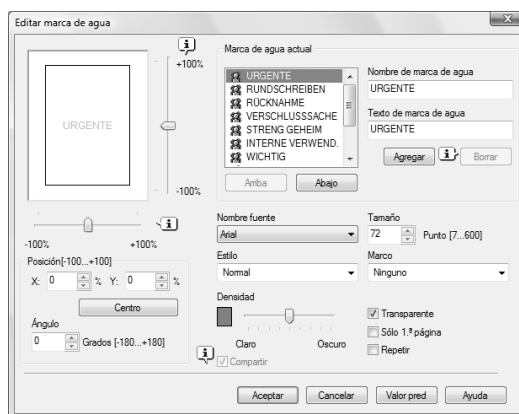 Editar marca de agua
URGENTE
+100%
-100%
-100% +100%
Posición[-100...+100]
X: 0 % Y: 0 %
Centro
Ángulo
0 Grados [-180...+180]
Marca de agua actual
URGENTE
RUNDSCHREIBEN
RÜCKNAHME
VERSCHLUSSSACHE
STRENG GEHEIM
INTERNE VERWEND.
WICHTIG
Arriba Abajo
Nombre de marca de agua
URGENTE
Texto de marca de agua
URGENTE
Agregar Borrar
Nombre fuente
Arial
Tamaño
72 Punto [7...600]
Estilo
Normal
Marco
Ninguno
Densidad
Claro Oscuro
Transparente
Sólo 1.ª página
Repetir
Compartir
Aceptar Cancelar Valor pred Ayuda